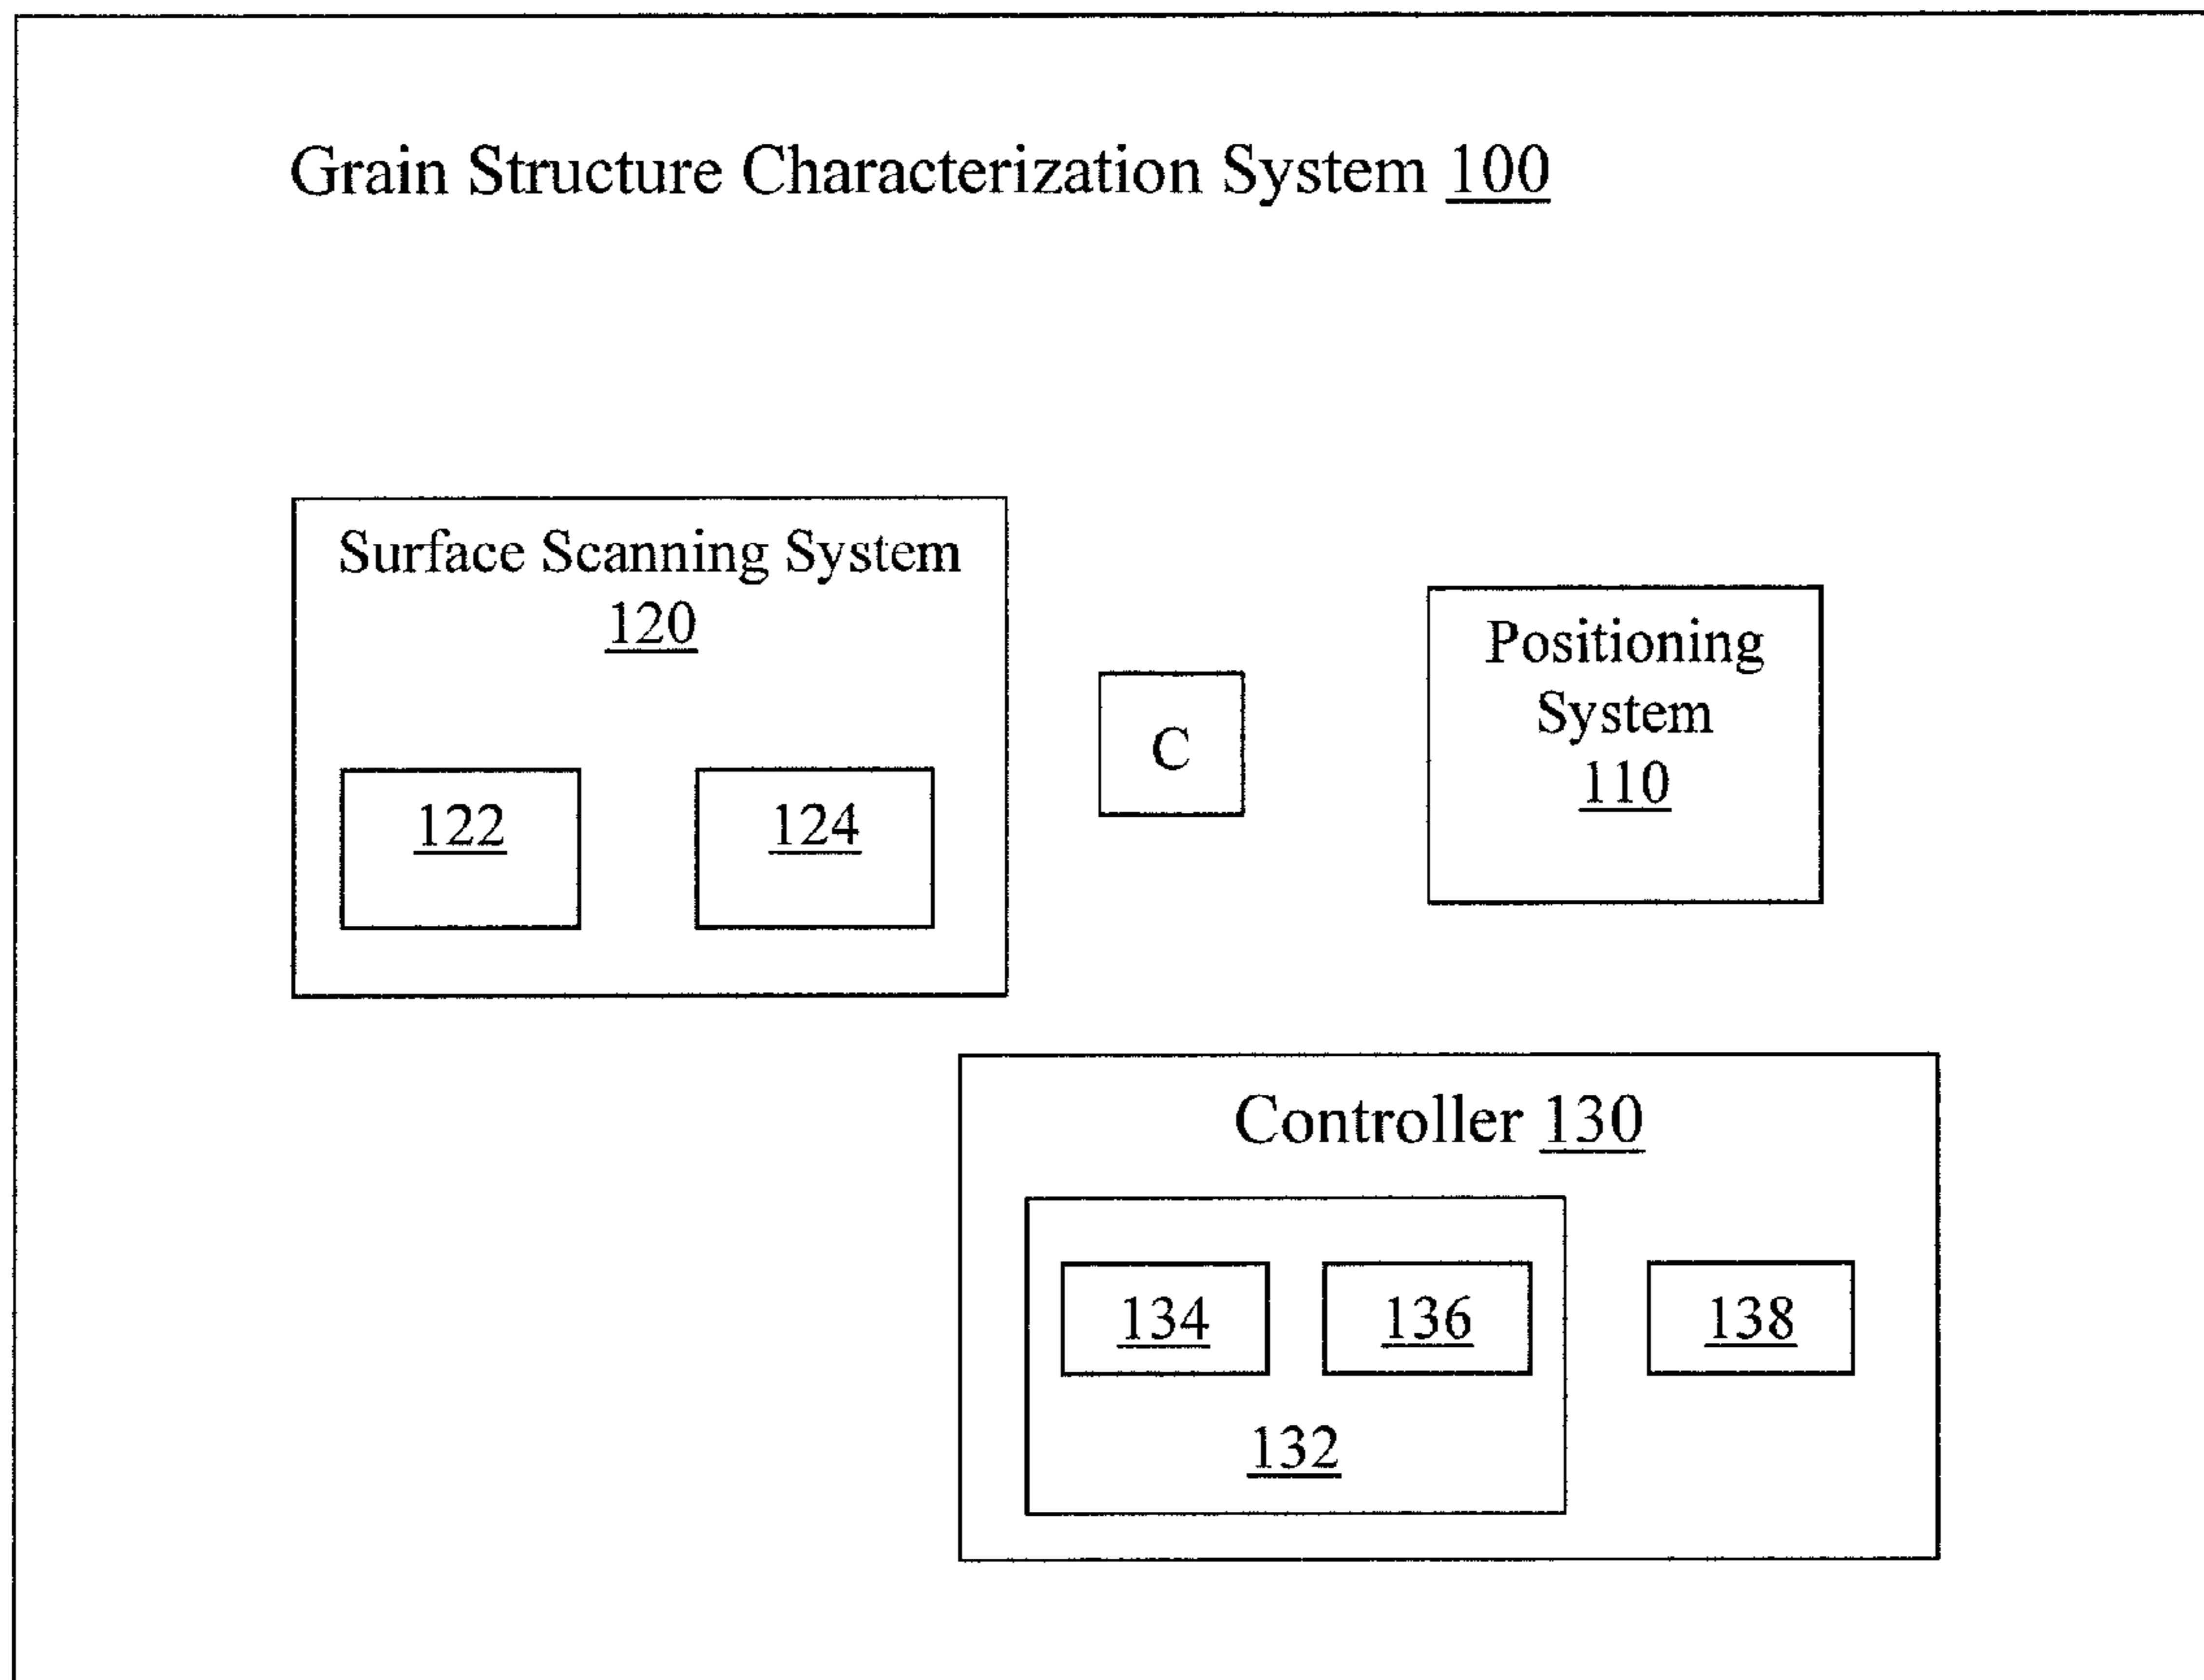 Grain Structure Characterization System 100
Surface Scanning System
120
122
124
C
Positioning
System
110
Controller 130
134
136
138
132